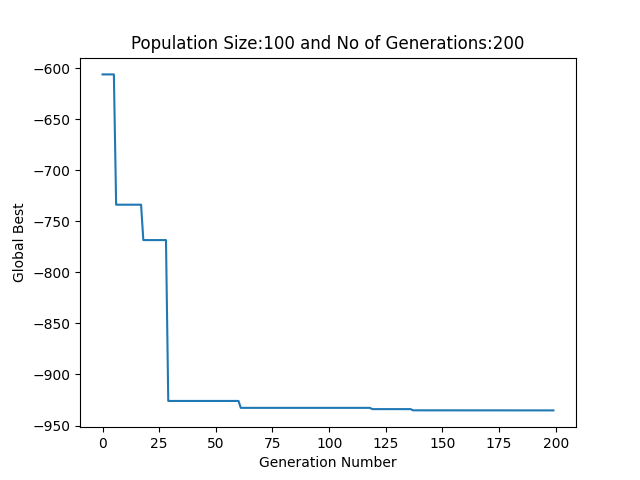 Population Size:100 and No of Generations:200
−600
−650
−700
−750
−800
−850
−900
−950
Global Best
0 25 50 75 100 125 150 175 200
Generation Number